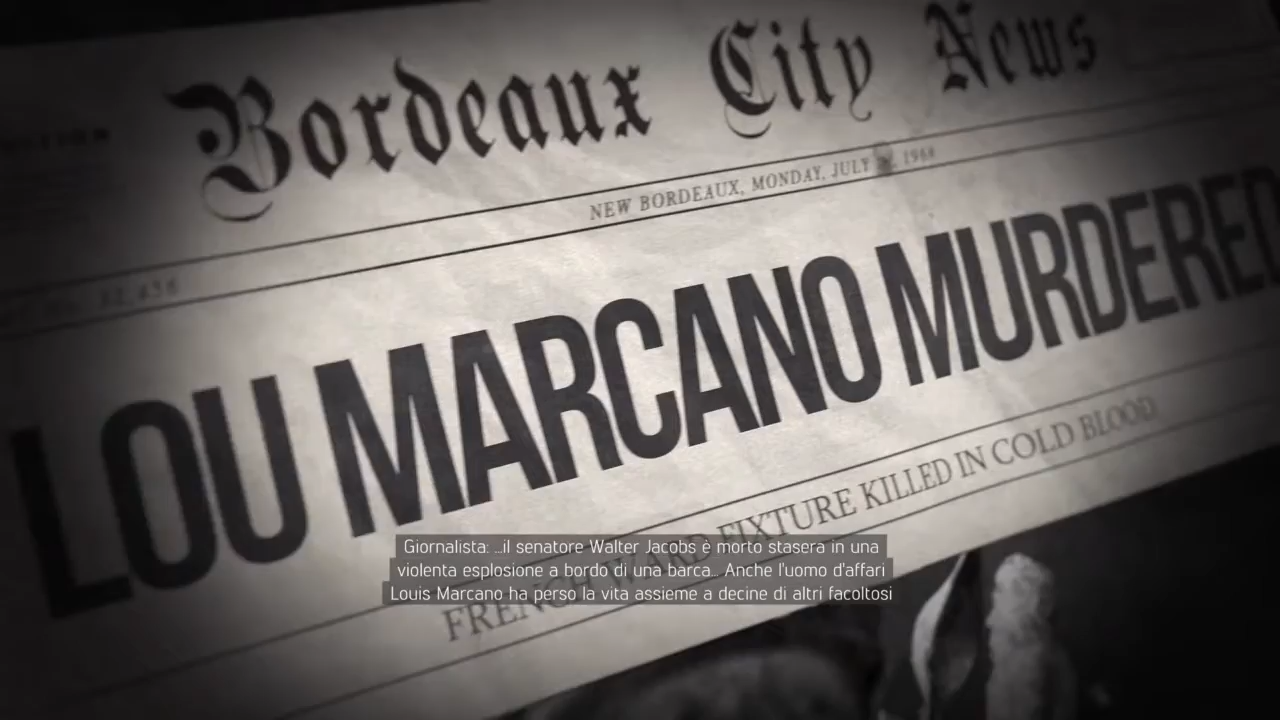 Bordeaux City News
NEW BORDEAUX, MONDAY, JULY , 1968
LOU MARCANO MURDERED
FRENCH WARD FIXTURE KILLED IN COLD BLOOD
Giornalista: ...il senatore Walter Jacobs è morto stasera in una
violenta esplosione a bordo di una barca... Anche l'uomo d'affari
Louis Marcano ha perso la vita assieme a decine di altri facoltosi